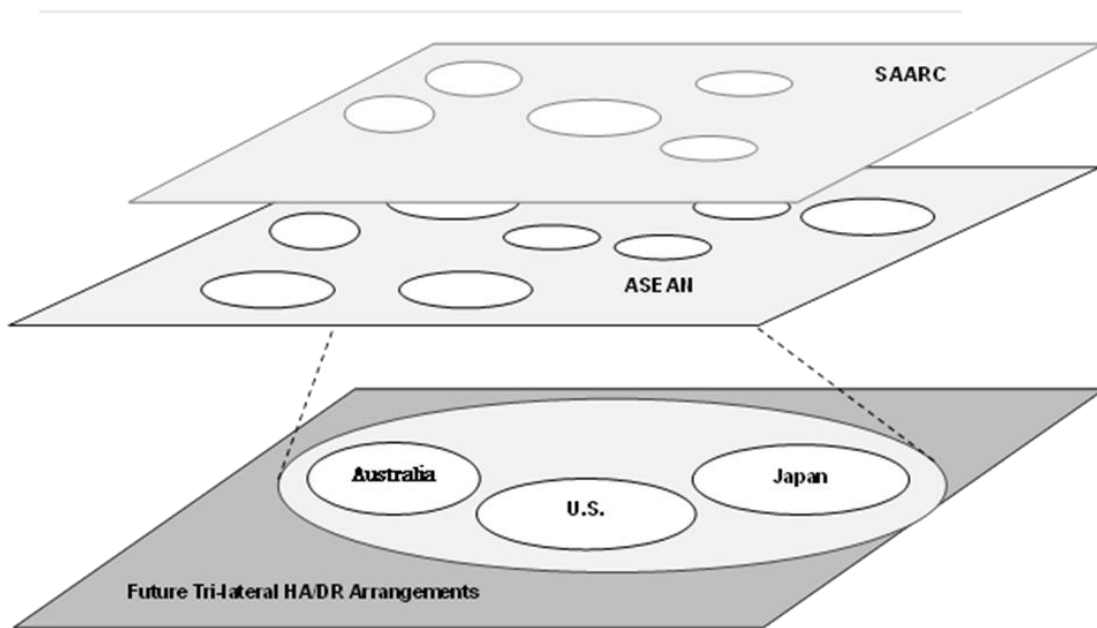 SAARC
ASEAN
Australia
Japan
U.S.
Future Tri-lateral HA/DR Arrangements